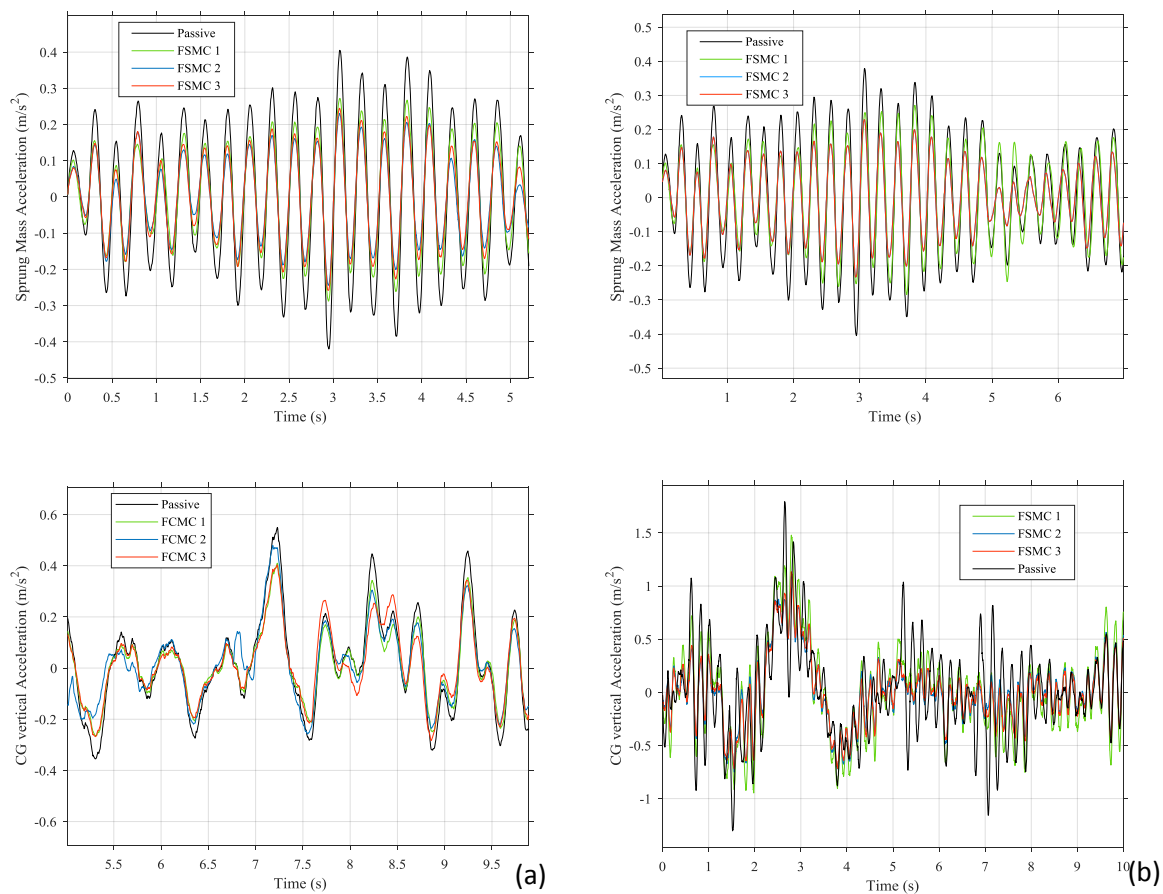 Passive
FSMC 1
FSMC 2
FSMC 3
Sprung Mass Acceleration (m/s²)
0.4
0.3
0.2
0.1
0
-0.1
-0.2
-0.3
-0.4
-0.5
0 0.5 1 1.5 2 2.5 3 3.5 4 4.5 5
Time (s)
Passive
FSMC 1
FSMC 2
FSMC 3
Sprung Mass Acceleration (m/s²)
0.5
0.4
0.3
0.2
0.1
0
-0.1
-0.2
-0.3
-0.4
-0.5
1 2 3 4 5 6
Time (s)
Passive
FCMC 1
FCMC 2
FCMC 3
CG vertical Acceleration (m/s²)
0.6
0.4
0.2
0
-0.2
-0.4
-0.6
5.5 6 6.5 7 7.5 8 8.5 9 9.5
Time (s)
(a)
FSMC 1
FSMC 2
FSMC 3
Passive
CG vertical Acceleration (m/s²)
1.5
1
0.5
0
-0.5
-1
0 1 2 3 4 5 6 7 8 9 10
Time (s)
(b)